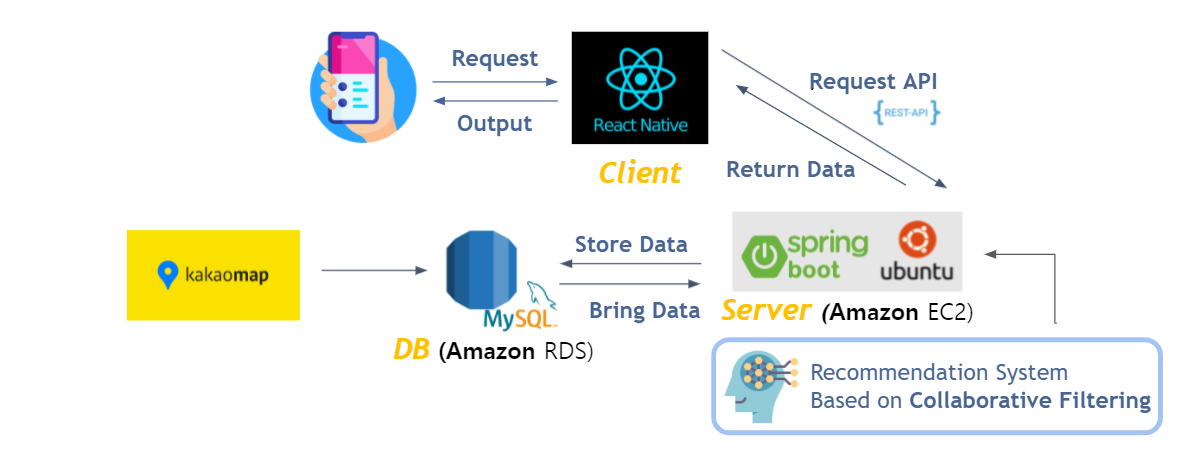 Request
Output
React Native
Client
Request API
{REST-API}
Return Data
kakaomap
MySQL
DB (Amazon RDS)
Store Data
Bring Data
spring
boot
ubuntu
Server (Amazon EC2)
Recommendation System
Based on Collaborative Filtering